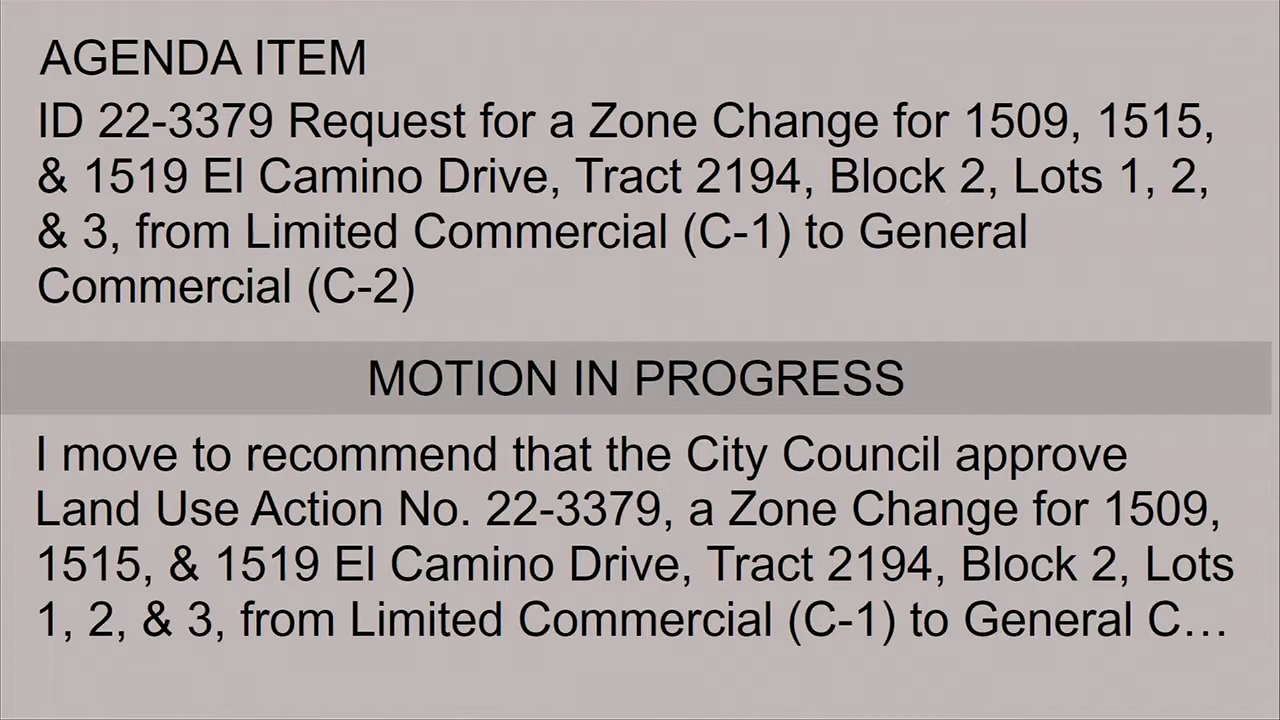 AGENDA ITEM
ID 22-3379 Request for a Zone Change for 1509, 1515,
& 1519 El Camino Drive, Tract 2194, Block 2, Lots 1, 2,
& 3, from Limited Commercial (C-1) to General
Commercial (C-2)
MOTION IN PROGRESS
I move to recommend that the City Council approve
Land Use Action No. 22-3379, a Zone Change for 1509,
1515, & 1519 El Camino Drive, Tract 2194, Block 2, Lots
1, 2, & 3, from Limited Commercial (C-1) to General C...